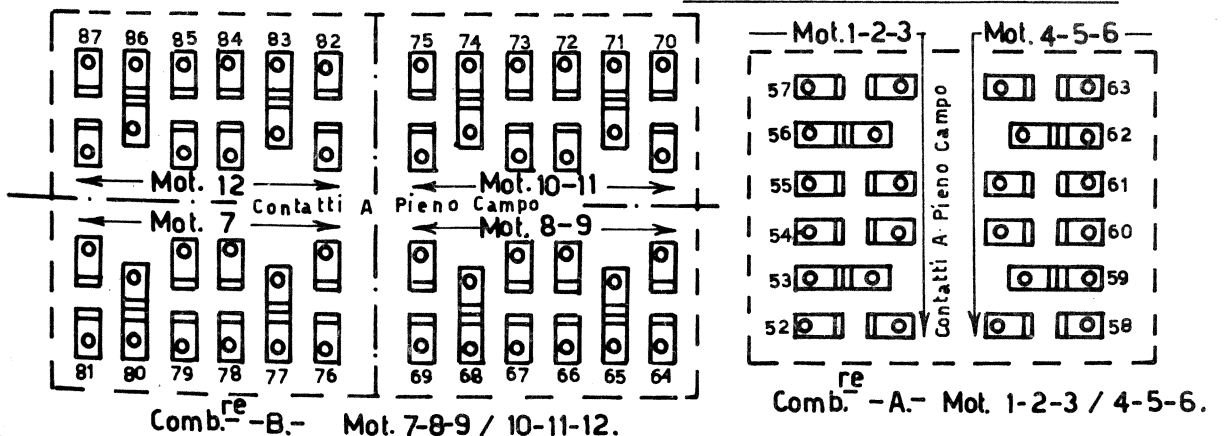 87 86 85 84 83 82 75 74 73 72 71 70
Mot. 12 Mot. 10-11
Contatti A Pieno Campo
Mot. 7 Mot. 8-9
81 80 79 78 77 76 69 68 67 66 65 64
Comb.re -B.- Mot. 7-8-9 / 10-11-12.
Mot. 1-2-3 Mot. 4-5-6
57 63
56 62
55 61
54 60
53 59
52 58
Contatti A Pieno Campo
Comb.re -A.- Mot. 1-2-3 / 4-5-6.